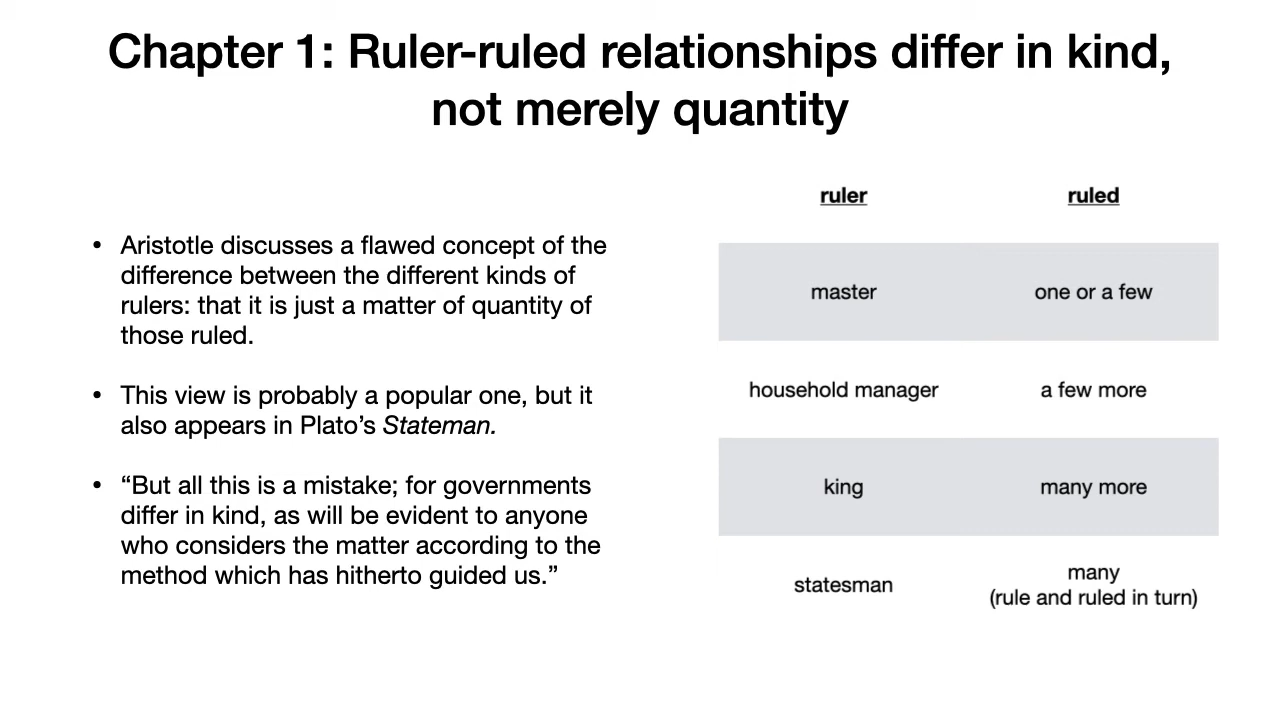 Chapter 1: Ruler-ruled relationships differ in kind,
not merely quantity
• Aristotle discusses a flawed concept of the
difference between the different kinds of
rulers: that it is just a matter of quantity of
those ruled.
• This view is probably a popular one, but it
also appears in Plato’s Stateman.
• “But all this is a mistake; for governments
differ in kind, as will be evident to anyone
who considers the matter according to the
method which has hitherto guided us.”
ruler ruled
master one or a few
household manager a few more
king many more
statesman many
(rule and ruled in turn)